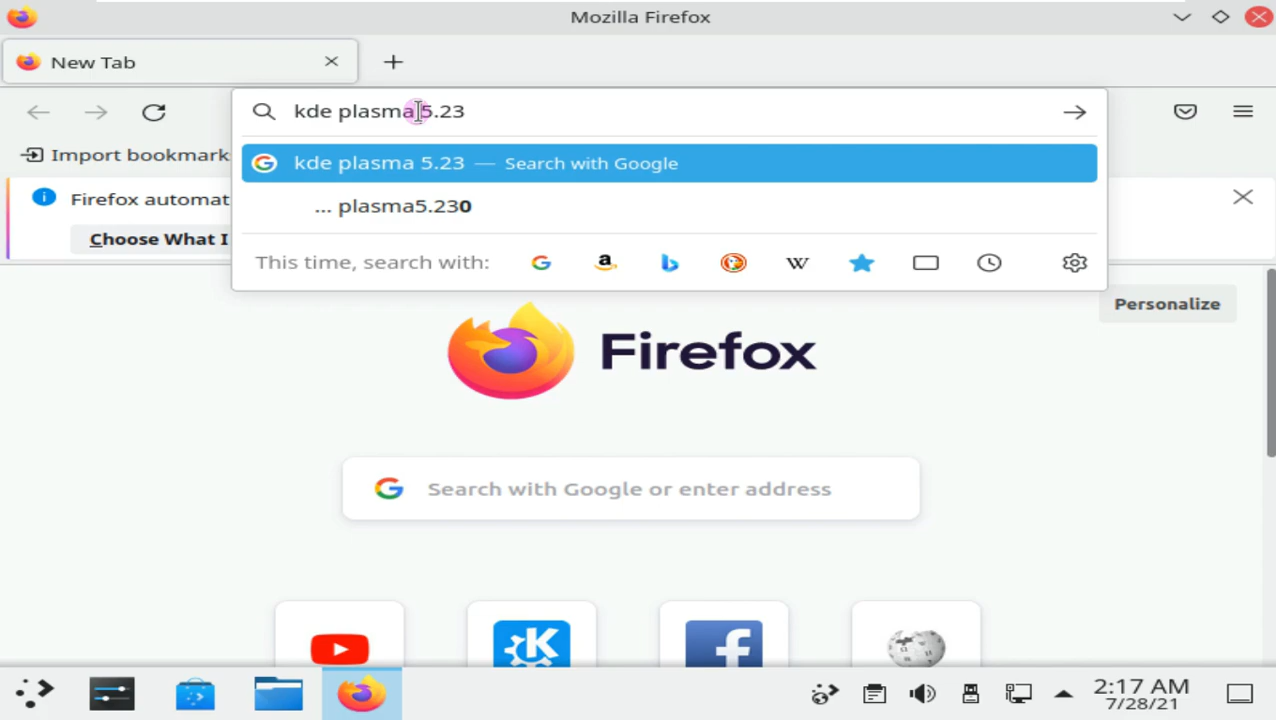 Mozilla Firefox
New Tab
kde plasma 5.23
Import bookmark
kde plasma 5.23 — Search with Google
Firefox automat
... plasma5.230
Choose What I
This time, search with:
Personalize
Firefox
Search with Google or enter address
2:17 AM
7/28/21